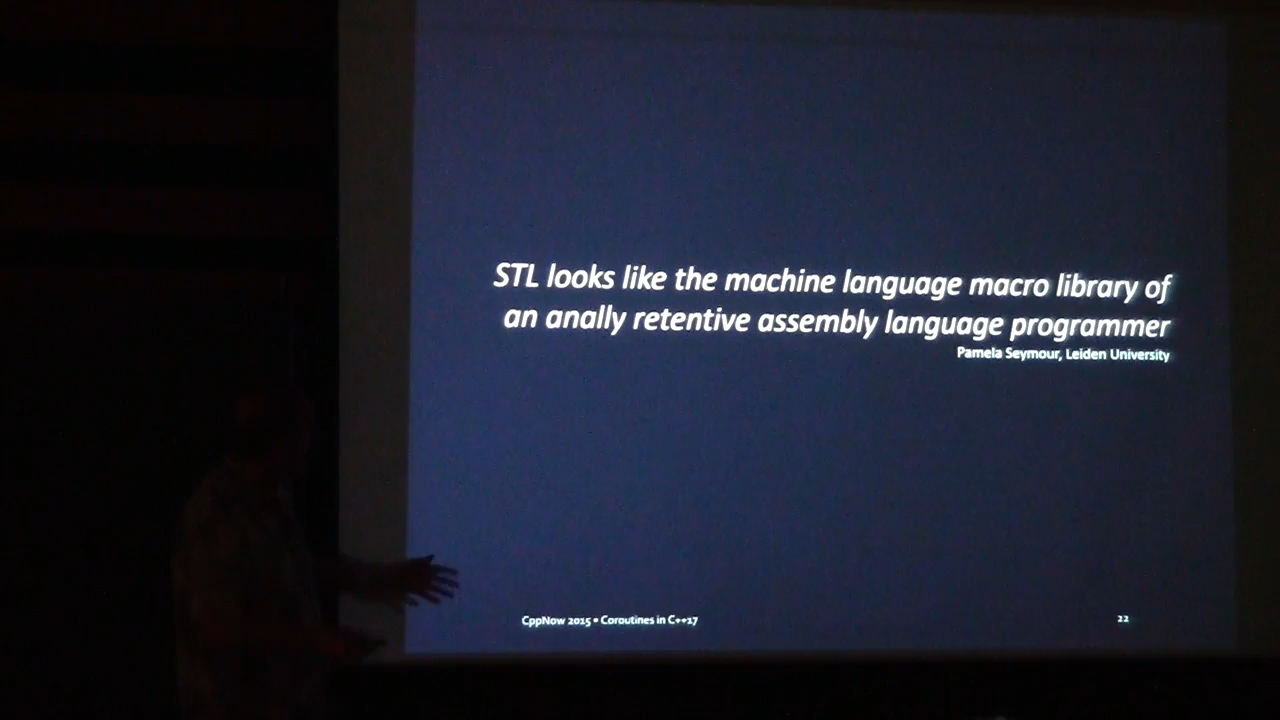 STL looks like the machine language macro library of
an anally retentive assembly language programmer
Pamela Seymour, Leiden University
CppNow 2015 • Coroutines in C++17
22